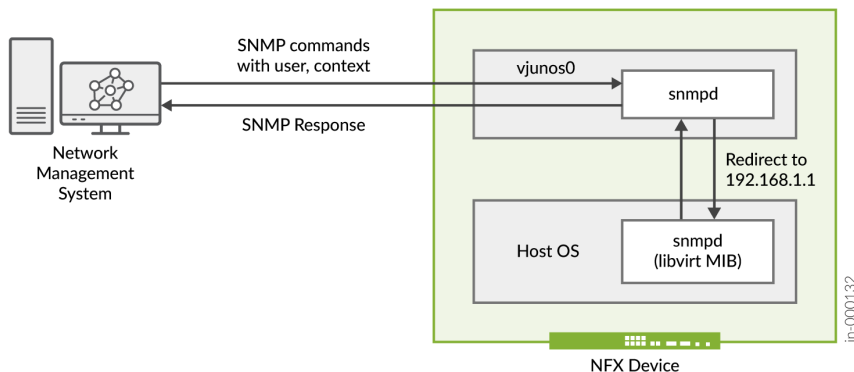 SNMP commands
with user, context
SNMP Response
Network
Management
System
vjunos0
snmpd
Redirect to
192.168.1.1
Host OS
snmpd
(libvirt MIB)
NFX Device
jn-000132